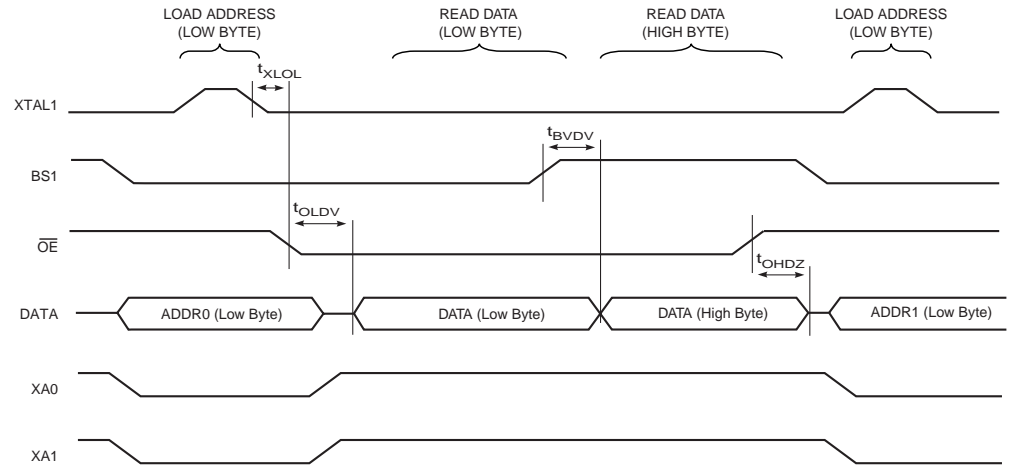 LOAD ADDRESS
(LOW BYTE)
READ DATA
(LOW BYTE)
READ DATA
(HIGH BYTE)
LOAD ADDRESS
(LOW BYTE)
tXLOL
XTAL1
tBVDV
BS1
tOLDV
OE
tOHDZ
DATA
ADDR0 (Low Byte)
DATA (Low Byte)
DATA (High Byte)
ADDR1 (Low Byte)
XA0
XA1